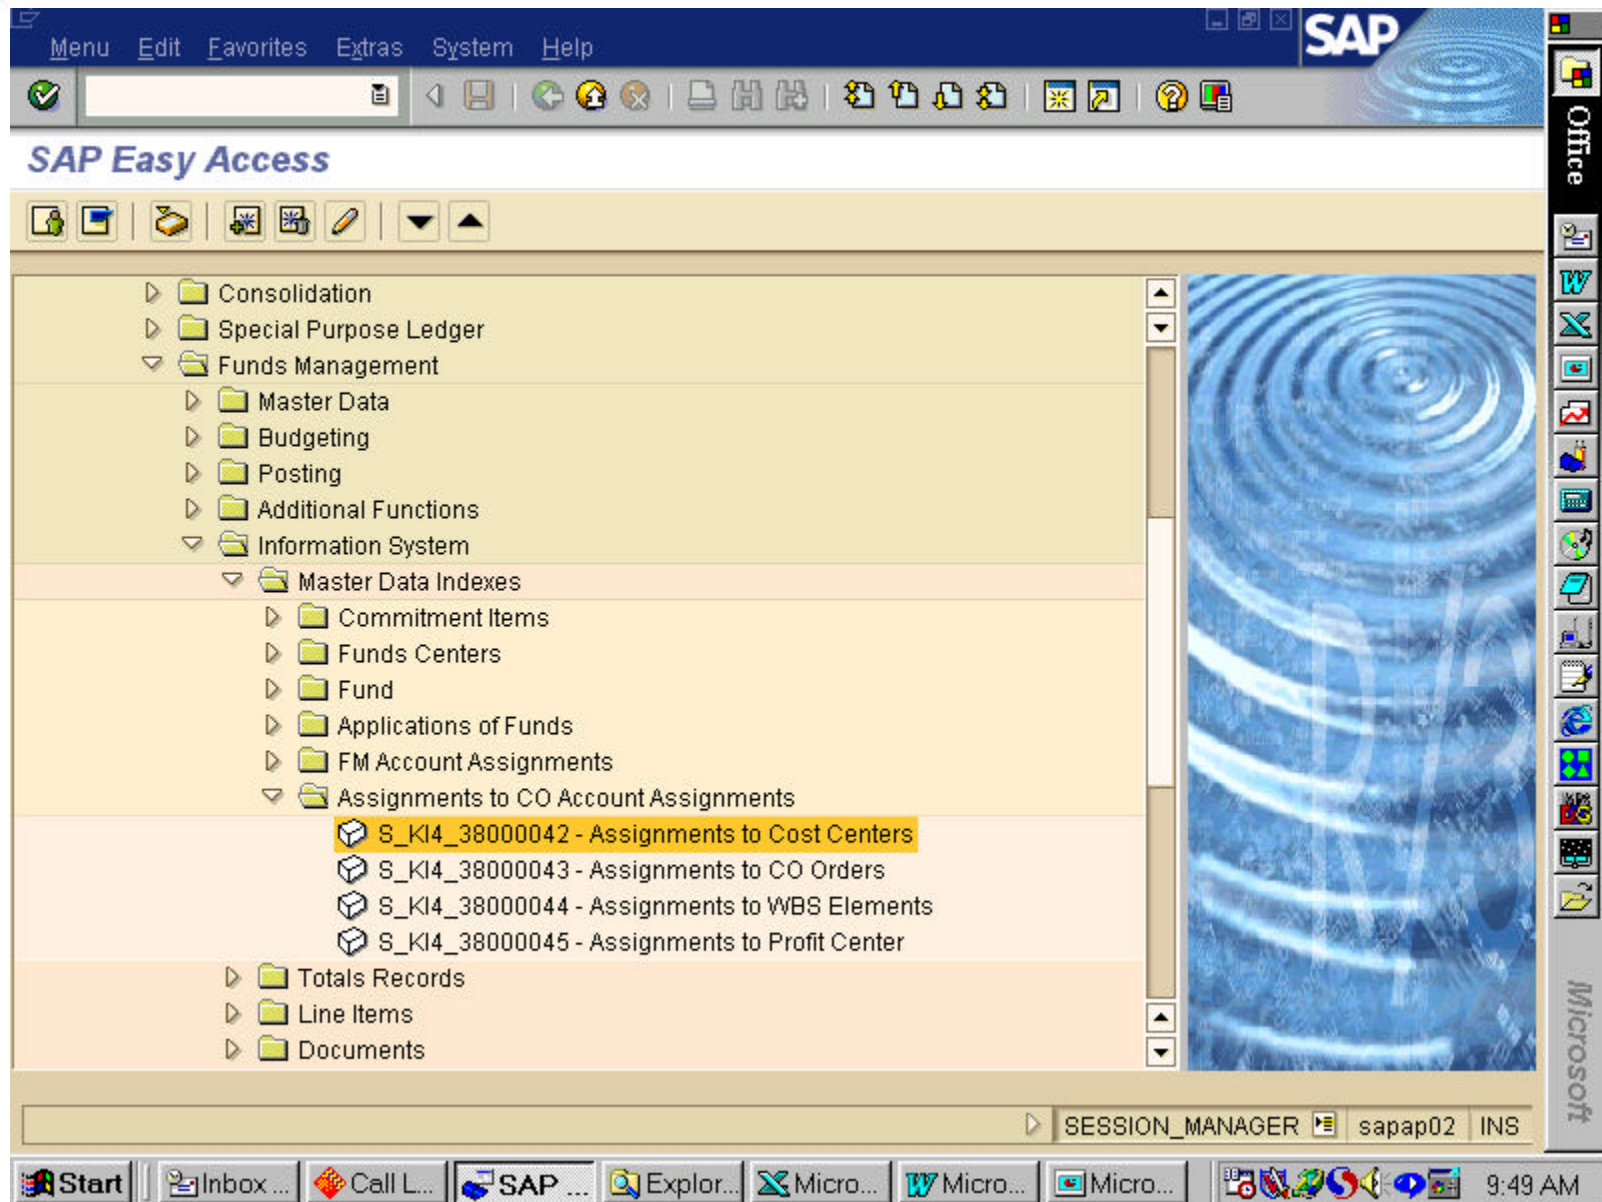 Menu Edit Favorites Extras System Help
SAP
SAP Easy Access
Consolidation
Special Purpose Ledger
Funds Management
Master Data
Budgeting
Posting
Additional Functions
Information System
Master Data Indexes
Commitment Items
Funds Centers
Fund
Applications of Funds
FM Account Assignments
Assignments to CO Account Assignments
S_KI4_38000042 - Assignments to Cost Centers
S_KI4_38000043 - Assignments to CO Orders
S_KI4_38000044 - Assignments to WBS Elements
S_KI4_38000045 - Assignments to Profit Center
Totals Records
Line Items
Documents
SESSION_MANAGER sapap02 INS
Start Inbox ... Call L... SAP ... Explor... Micro... Micro... Micro... 9:49 AM
Office
Microsoft